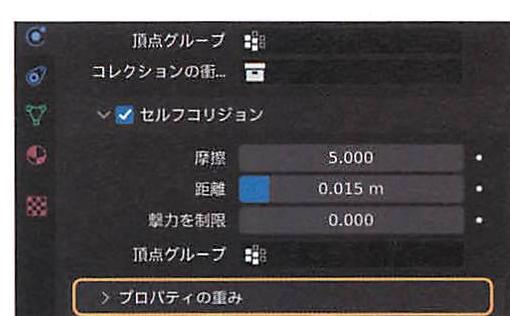 頂点グループ
コレクションの衝...
セルフコリジョン
摩擦 5.000
距離 0.015 m
撃力を制限 0.000
頂点グループ
プロパティの重み